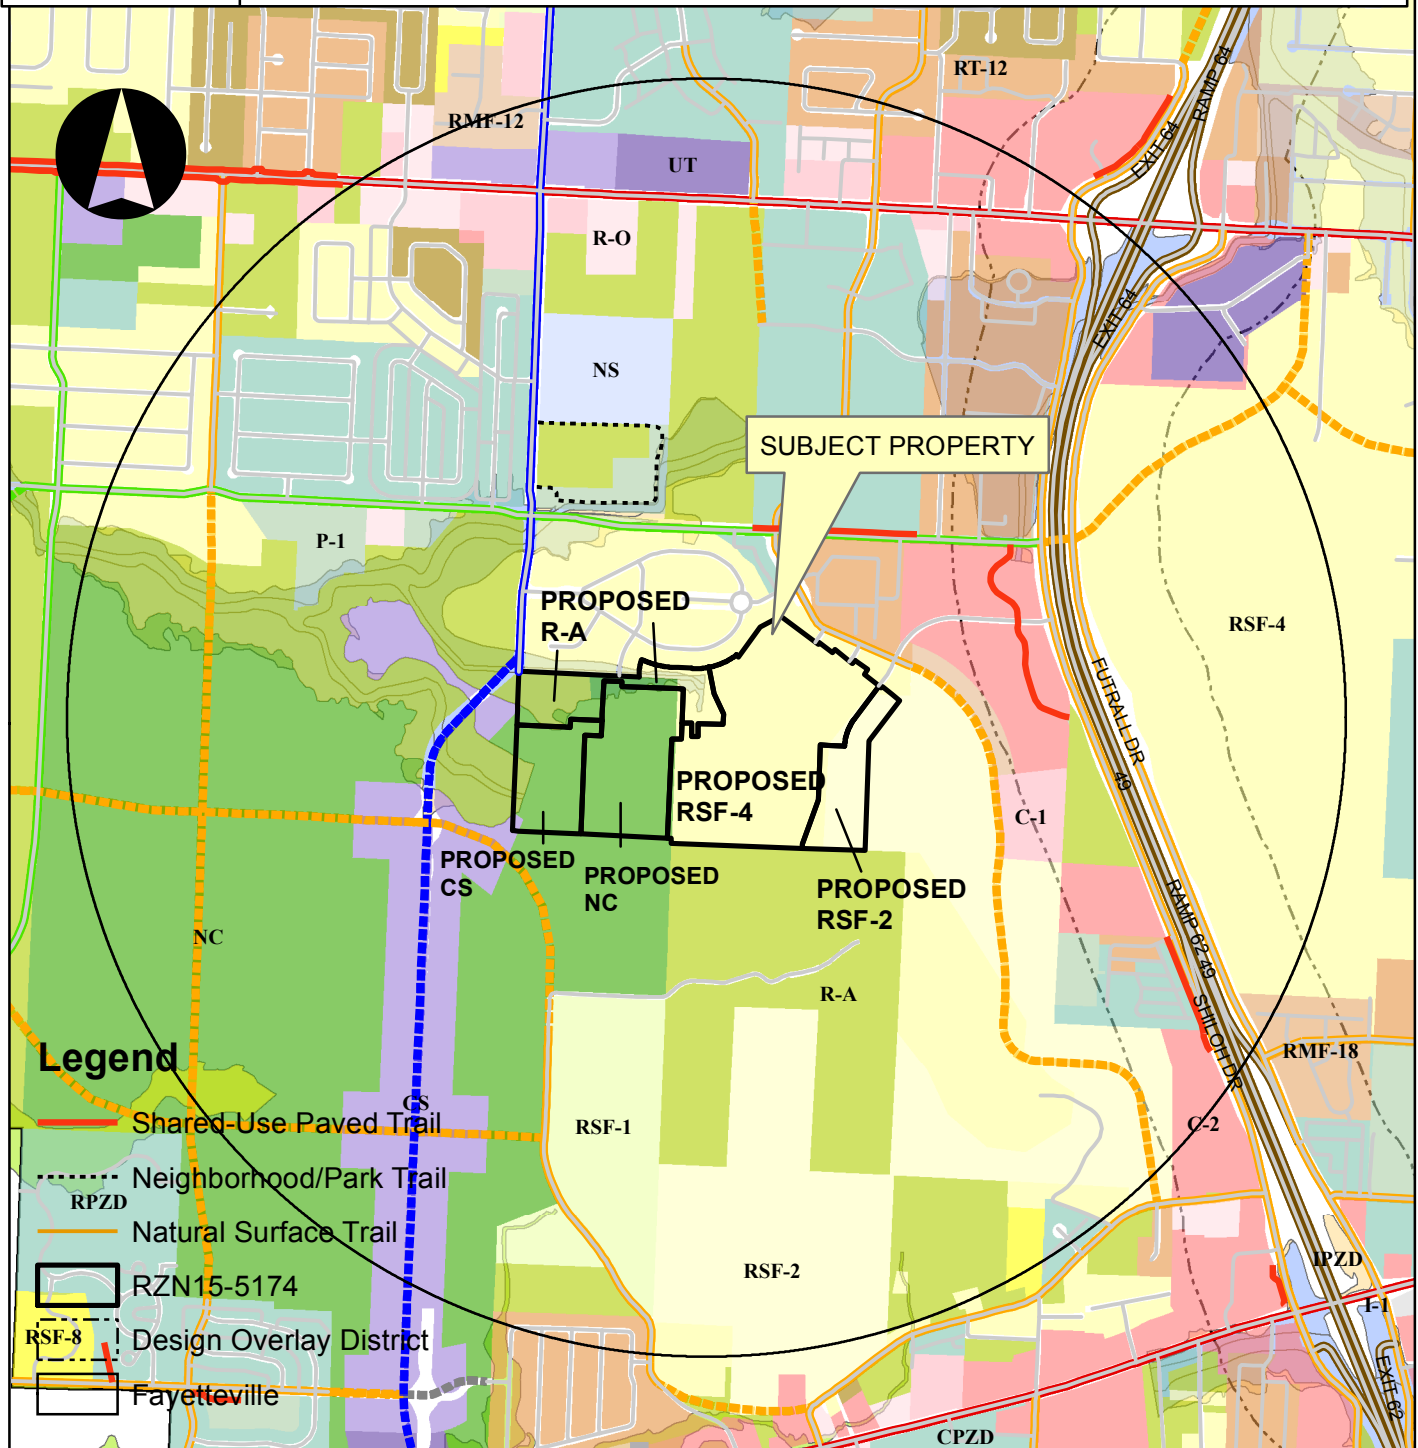 RT-12
RAMP 64
RMF-12
EXIT 64
UT
R-O
EXIT 64
NS
SUBJECT PROPERTY
P-1
PROPOSED
R-A
RSF-4
FUTRALL DR
49
PROPOSED
RSF-4
C-1
PROPOSED
CS
PROPOSED
NC
PROPOSED
RSF-2
RAMP 62 49
NC
R-A
SHILOH DR
Legend
RMF-18
CS
Shared-Use Paved Trail
RSF-1
C-2
Neighborhood/Park Trail
RPZD
Natural Surface Trail
RSF-2
IPZD
RZN15-5174
I-1
RSF-8
Design Overlay District
EXIT 62
Fayetteville
CPZD